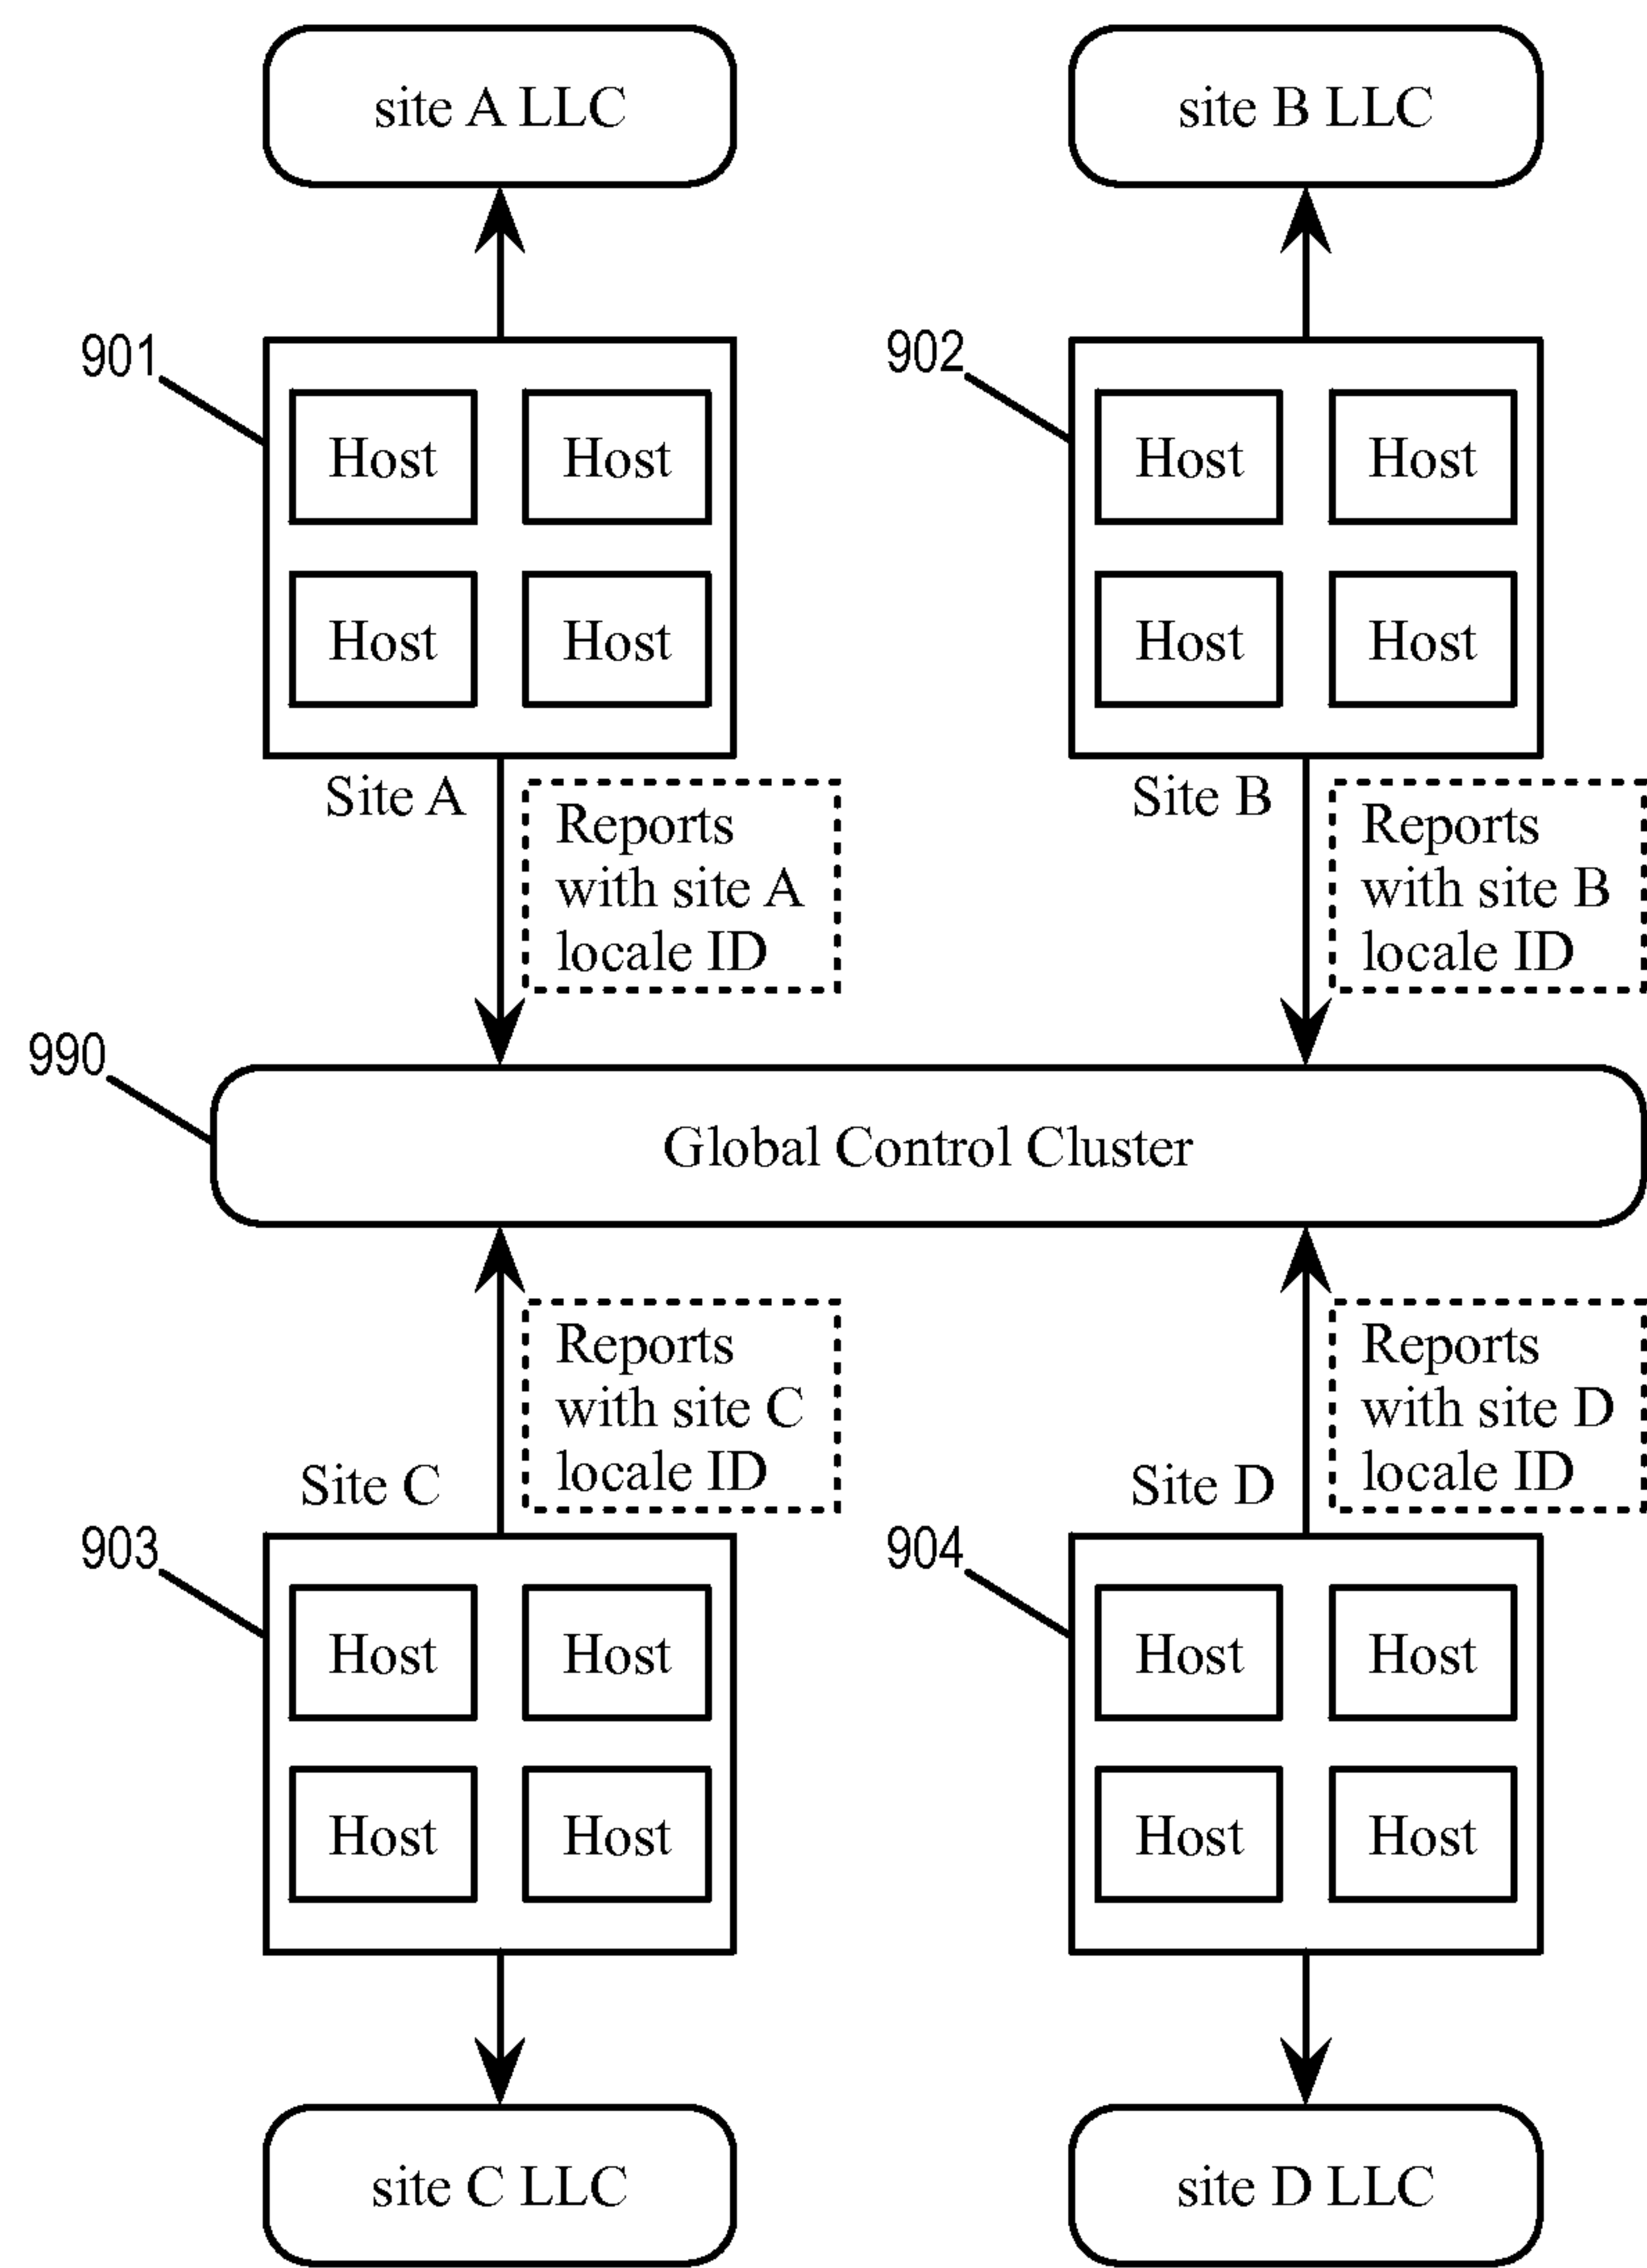 site A LLC
site B LLC
901
902
Host
Host
Host
Host
Host
Host
Host
Host
Site A
Reports
with site A
locale ID
Site B
Reports
with site B
locale ID
990
Global Control Cluster
Site C
Reports
with site C
locale ID
Site D
Reports
with site D
locale ID
903
904
Host
Host
Host
Host
Host
Host
Host
Host
site C LLC
site D LLC